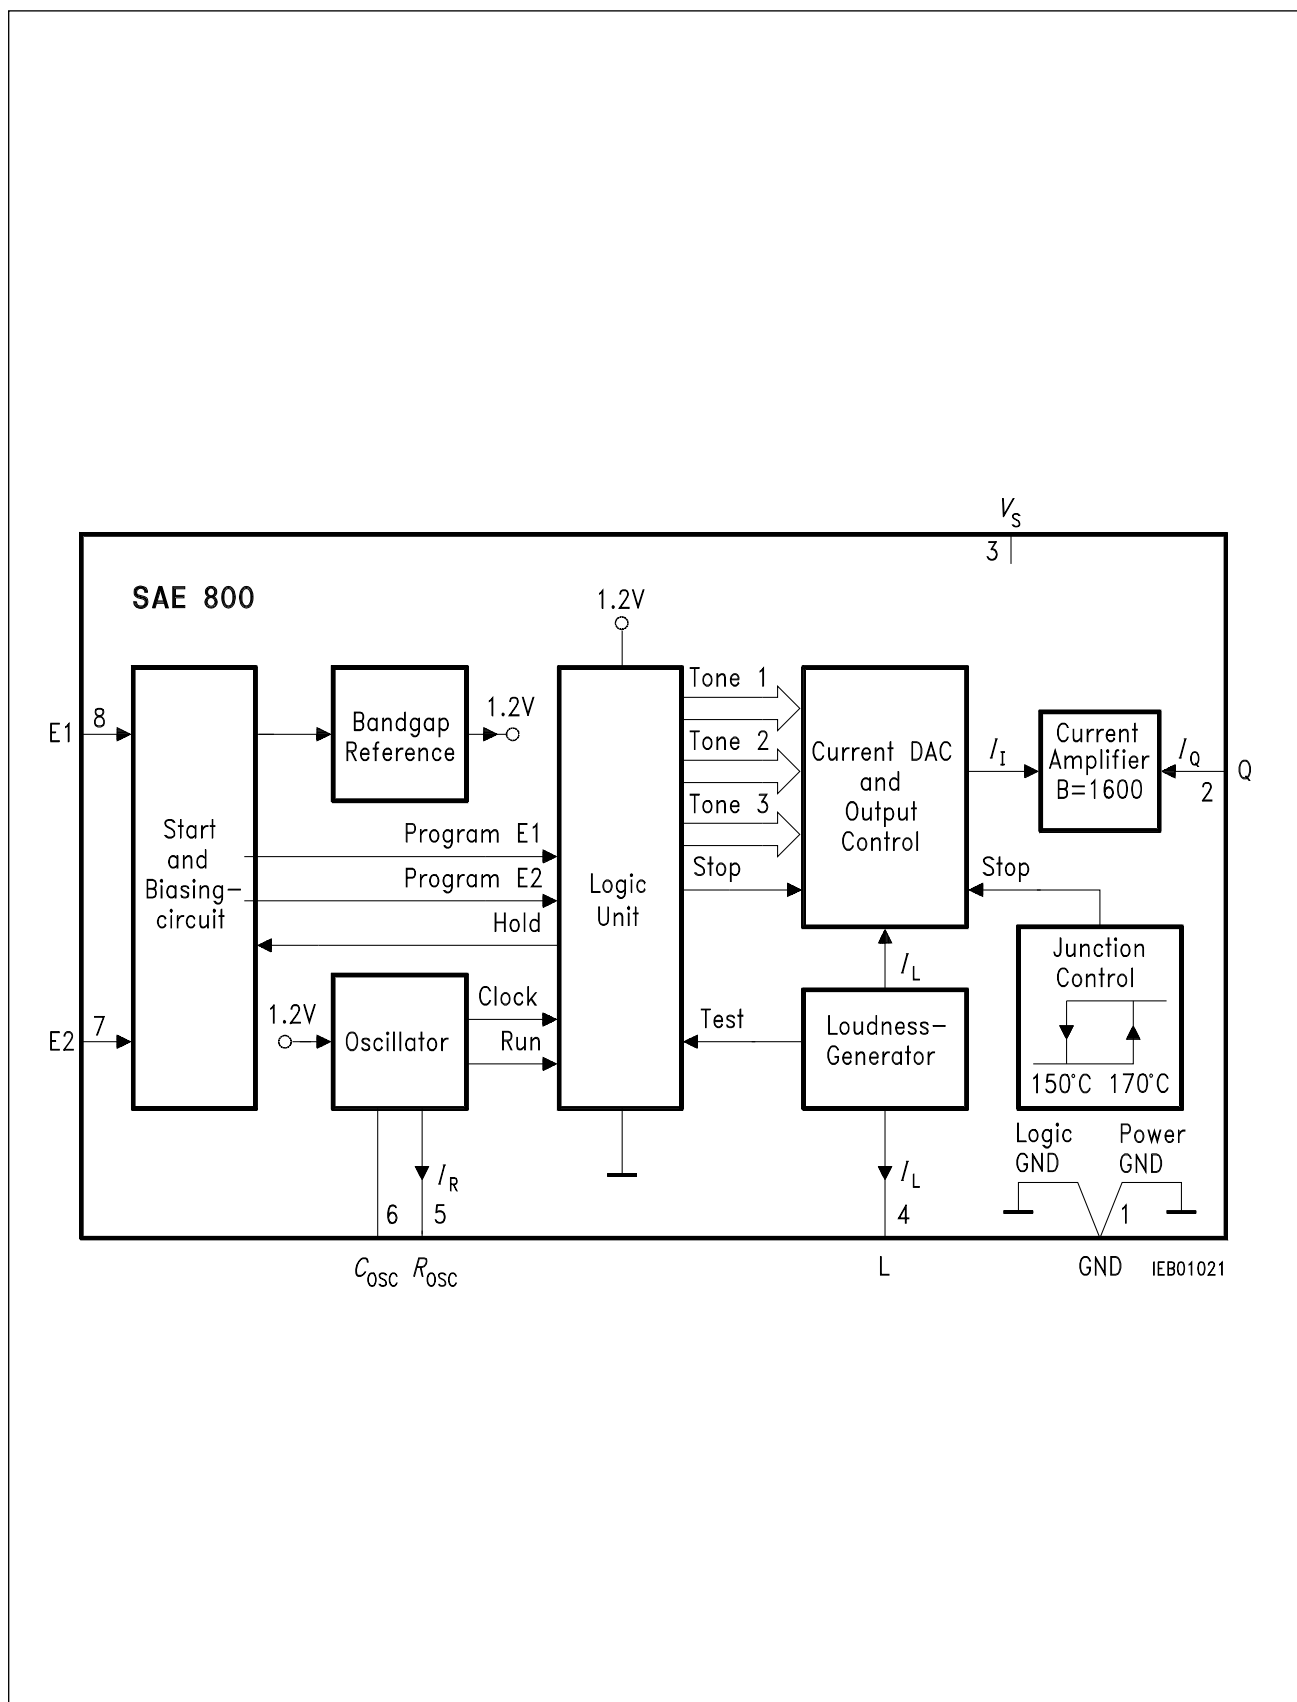 V_S
3
SAE 800
1.2V
E1
8
Start
and
Biasing-
circuit
E2
7
Bandgap
Reference
1.2V
Program E1
Program E2
Hold
1.2V
Oscillator
Clock
Run
I_R
6
5
C_OSC
R_OSC
Logic
Unit
Tone 1
Tone 2
Tone 3
Stop
Test
Current DAC
and
Output
Control
I_L
Loudness-
Generator
I_L
4
L
I_I
Current
Amplifier
B=1600
I_Q
2
Q
Stop
Junction
Control
150°C
170°C
Logic
GND
Power
GND
1
GND
IEB01021